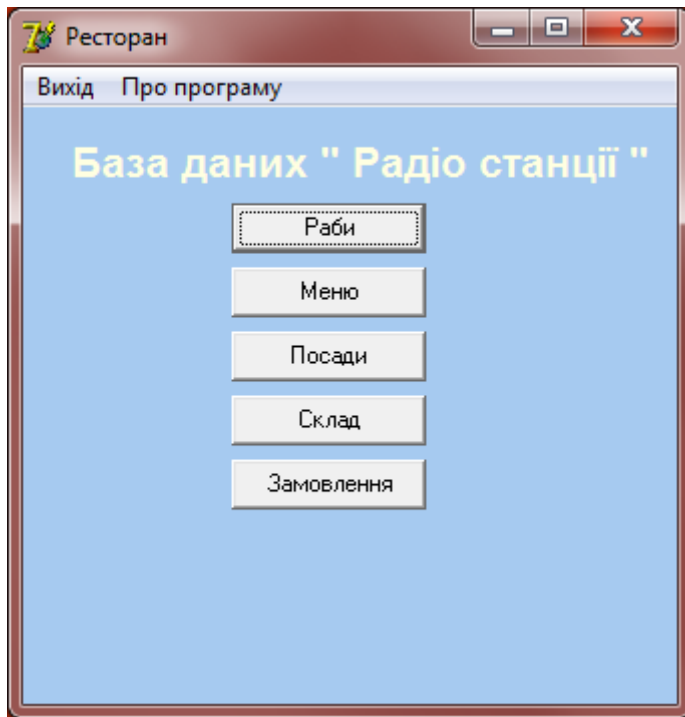 Ресторан
Вихід Про програму
База даних " Радіо станції "
Раби
Меню
Посади
Склад
Замовлення